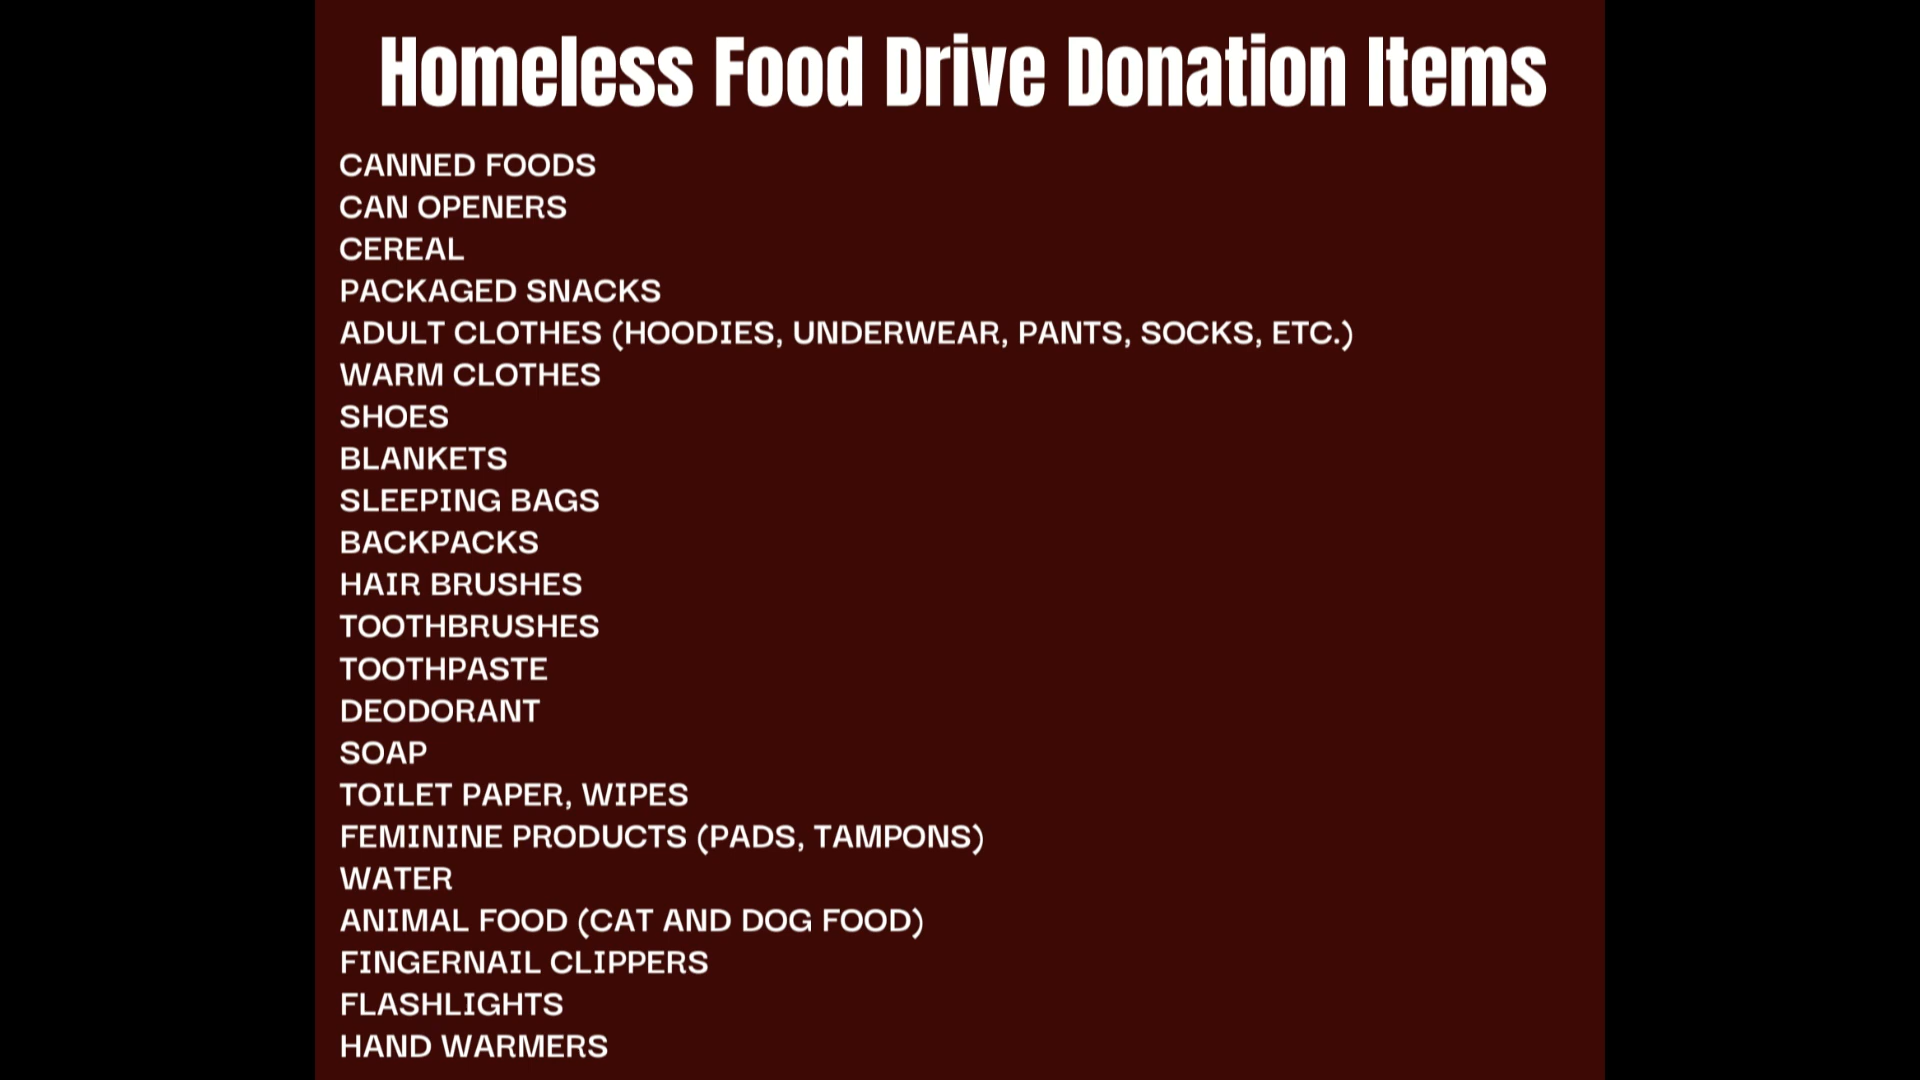 Homeless Food Drive Donation Items
CANNED FOODS
CAN OPENERS
CEREAL
PACKAGED SNACKS
ADULT CLOTHES (HOODIES, UNDERWEAR, PANTS, SOCKS, ETC.)
WARM CLOTHES
SHOES
BLANKETS
SLEEPING BAGS
BACKPACKS
HAIR BRUSHES
TOOTHBRUSHES
TOOTHPASTE
DEODORANT
SOAP
TOILET PAPER, WIPES
FEMININE PRODUCTS (PADS, TAMPONS)
WATER
ANIMAL FOOD (CAT AND DOG FOOD)
FINGERNAIL CLIPPERS
FLASHLIGHTS
HAND WARMERS